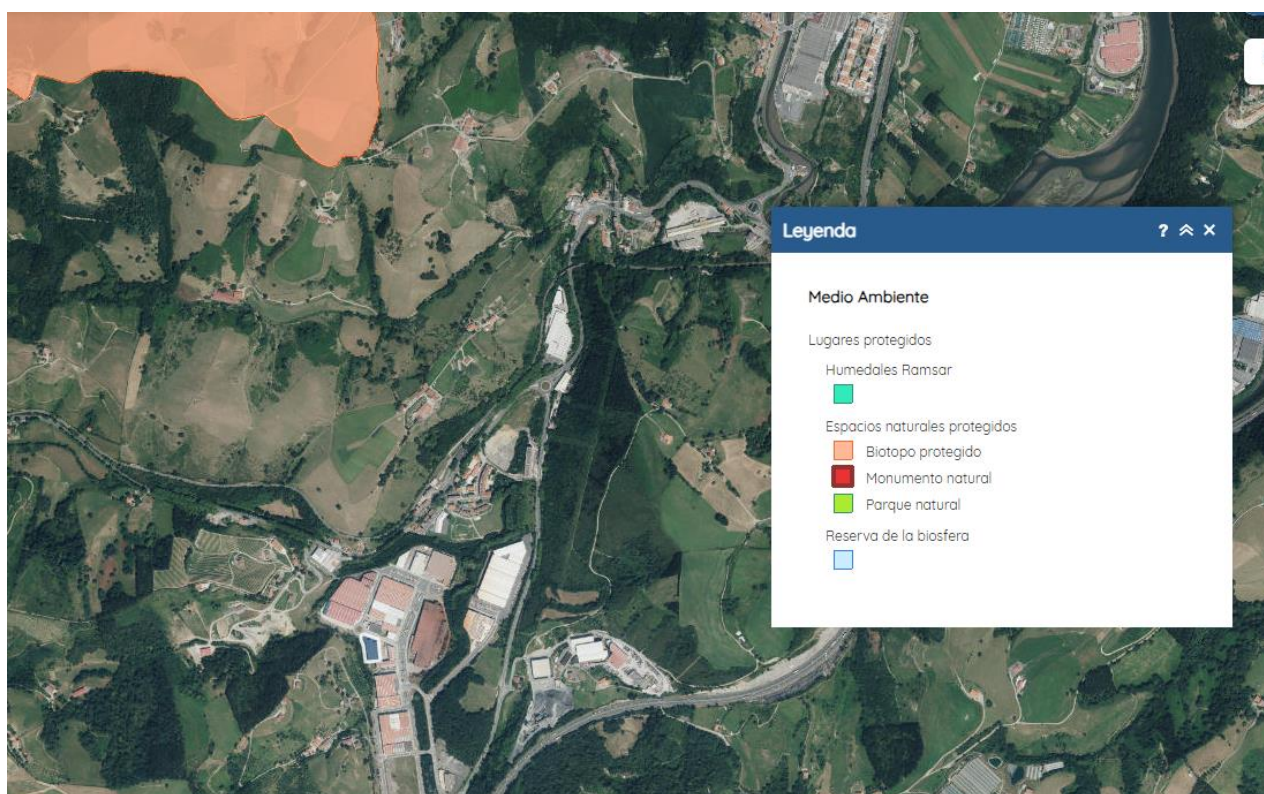 Leyenda
Medio Ambiente
Lugares protegidos
Humedales Ramsar
Espacios naturales protegidos
Biotopo protegido
Monumento natural
Parque natural
Reserva de la biosfera